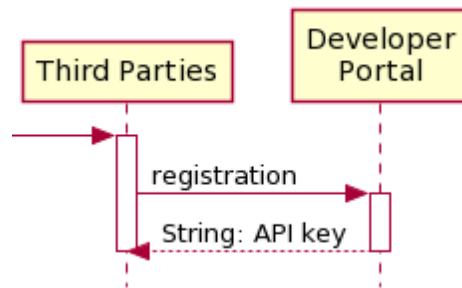 Third Parties
Developer
Portal
registration
String: API key